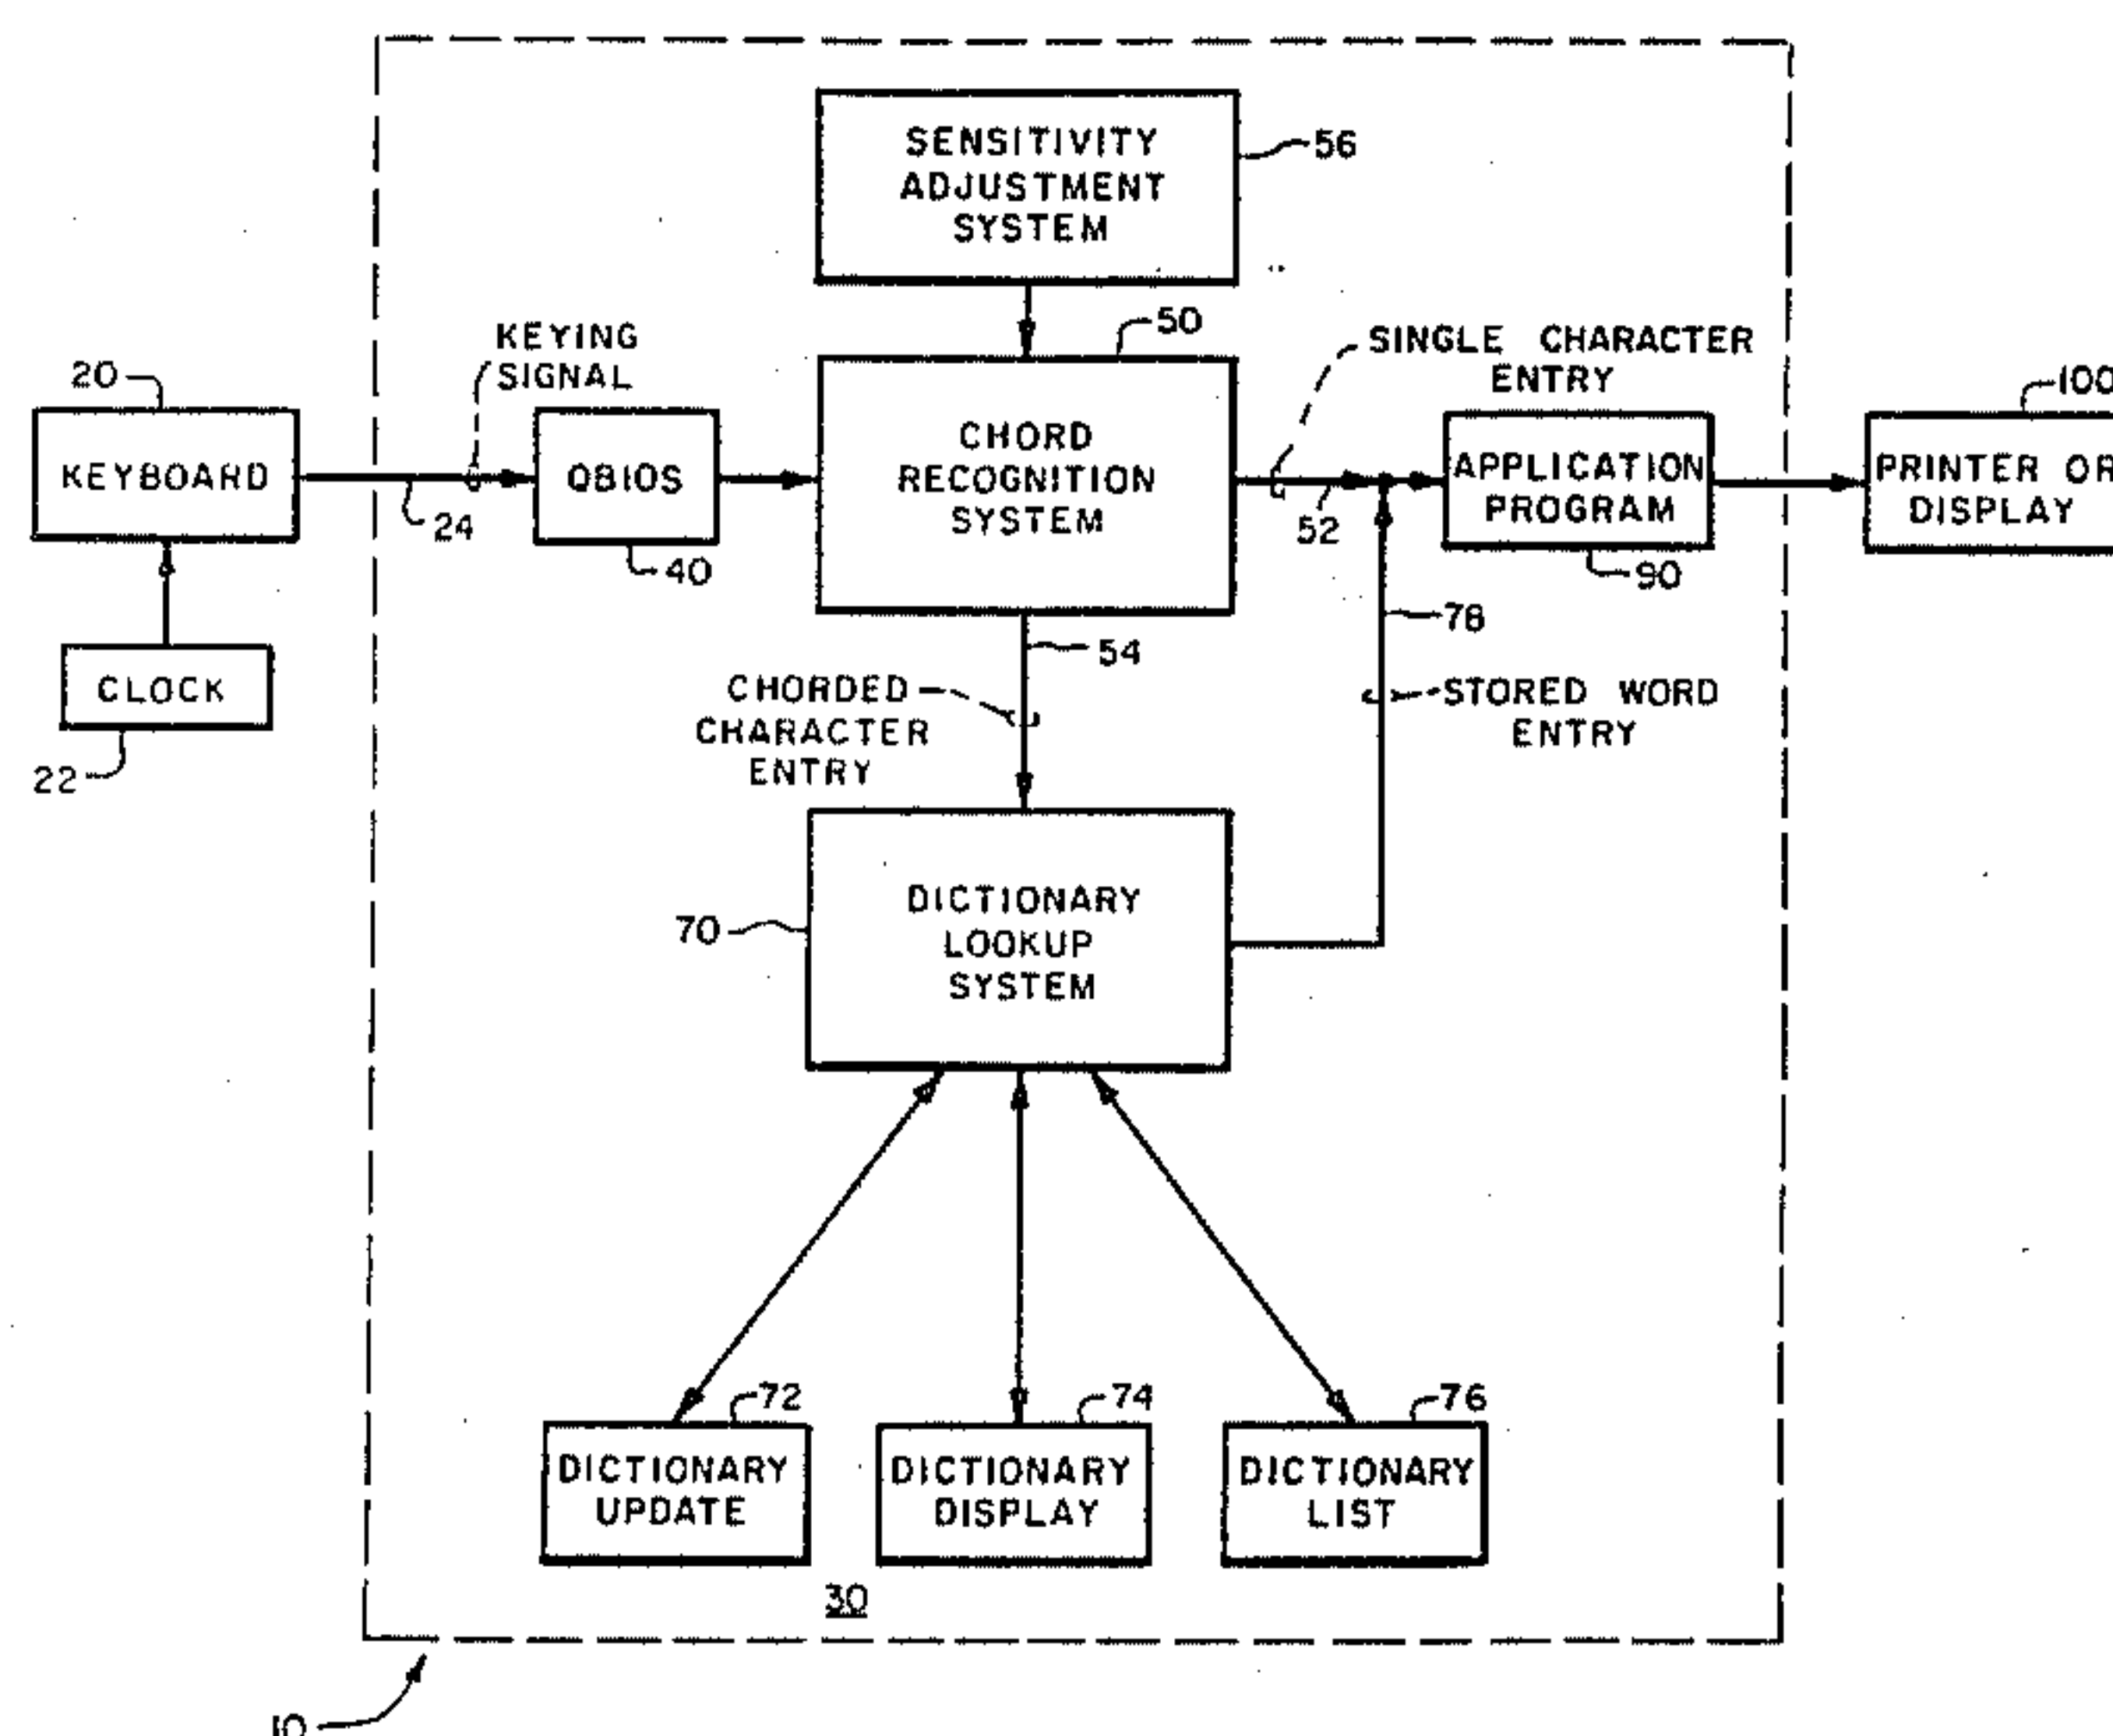 SENSITIVITY
ADJUSTMENT
SYSTEM
56
KEYING
SIGNAL
50
SINGLE CHARACTER
ENTRY
20
100
KEYBOARD
QBIOS
CHORD
RECOGNITION
SYSTEM
APPLICATION
PROGRAM
PRINTER OR
DISPLAY
24
52
40
90
78
54
CLOCK
22
CHORDED
CHARACTER
ENTRY
STORED WORD
ENTRY
70
DICTIONARY
LOOKUP
SYSTEM
72
74
76
DICTIONARY
UPDATE
DICTIONARY
DISPLAY
DICTIONARY
LIST
30
10